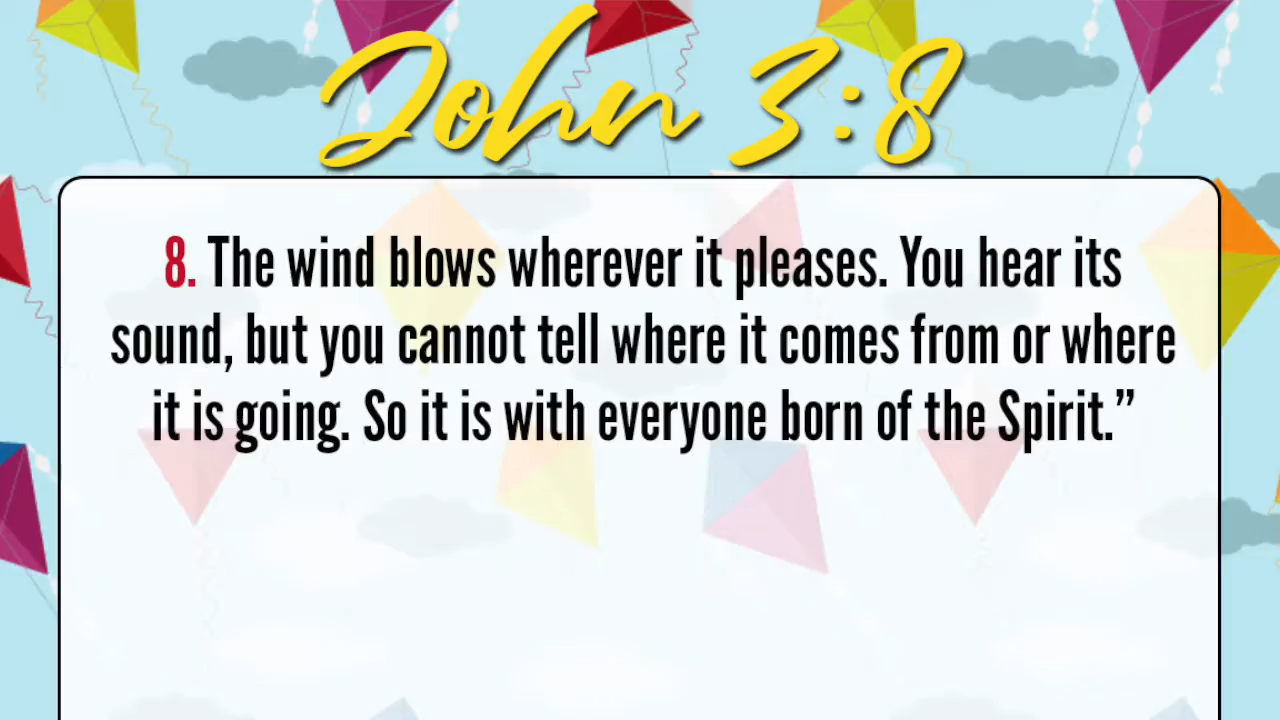 John 3:8
8. The wind blows wherever it pleases. You hear its
sound, but you cannot tell where it comes from or where
it is going. So it is with everyone born of the Spirit.”